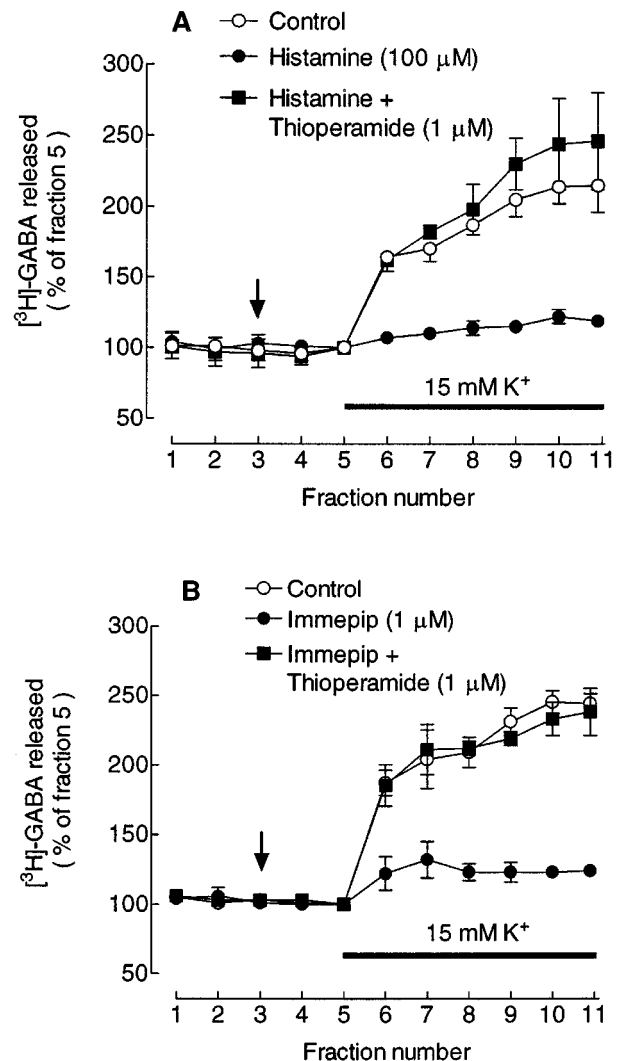 A
Control
Histamine (100 μM)
Histamine +
Thioperamide (1 μM)
[³H]-GABA released
( % of fraction 5 )
300
250
200
150
100
50
15 mM K⁺
1 2 3 4 5 6 7 8 9 10 11
Fraction number
B
Control
Immepip (1 μM)
Immepip +
Thioperamide (1 μM)
[³H]-GABA released
( % of fraction 5 )
300
250
200
150
100
50
15 mM K⁺
1 2 3 4 5 6 7 8 9 10 11
Fraction number